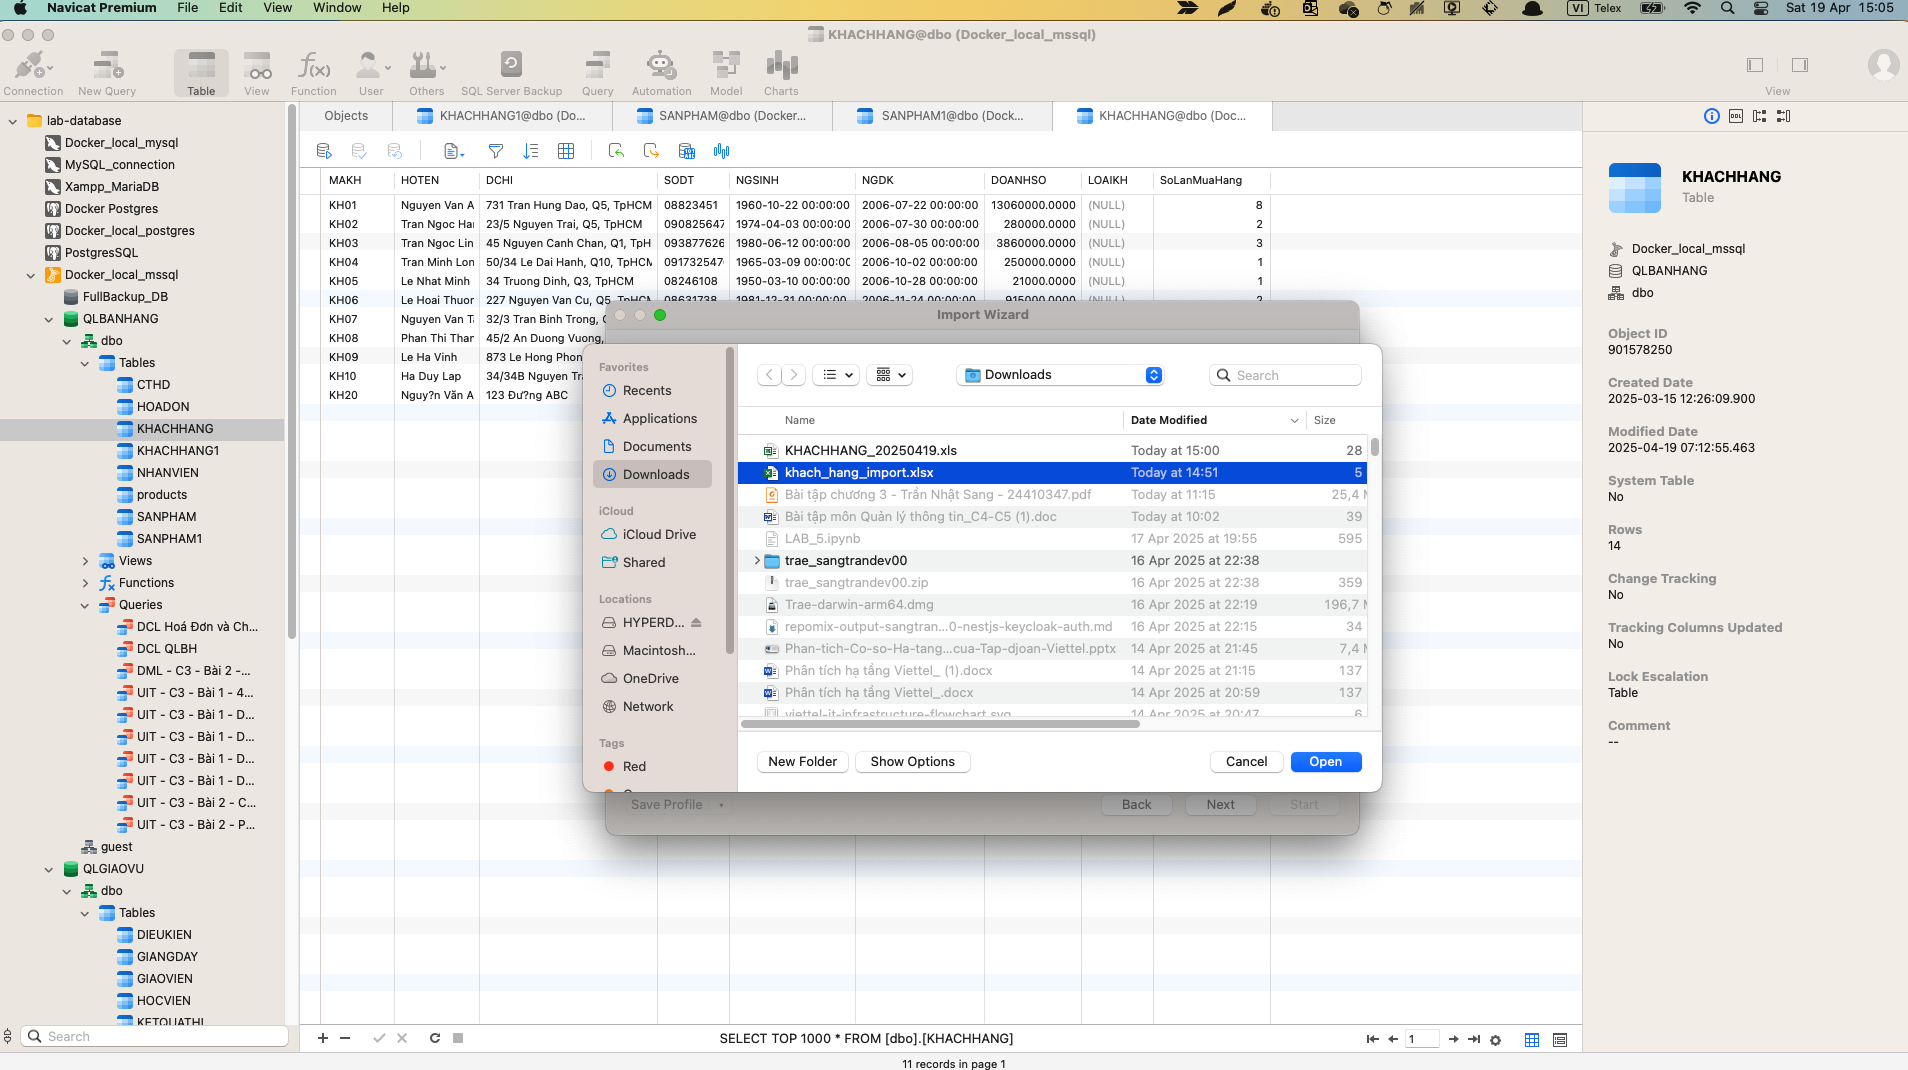 Navicat Premium File Edit View Window Help
VI Telex Sat 19 Apr 15:05
KHACHHANG@dbo (Docker_local_mssql)
Connection New Query Table View Function User Others SQL Server Backup Query Automation Model Charts View
lab-database
Docker_local_mysql
MySQL_connection
Xampp_MariaDB
Docker Postgres
Docker_local_postgres
PostgresSQL
Docker_local_mssql
FullBackup_DB
QLBANHANG
dbo
Tables
CTHD
HOADON
KHACHHANG
KHACHHANG1
NHANVIEN
products
SANPHAM
SANPHAM1
Views
Functions
Queries
DCL Hoá Đơn và Ch...
DCL QLBH
DML - C3 - Bài 2 -...
UIT - C3 - Bài 1 - 4...
UIT - C3 - Bài 1 - D...
UIT - C3 - Bài 1 - D...
UIT - C3 - Bài 1 - D...
UIT - C3 - Bài 1 - D...
UIT - C3 - Bài 2 - C...
UIT - C3 - Bài 2 - P...
guest
QLGIAOVU
dbo
Tables
DIEUKIEN
GIANGDAY
GIAOVIEN
HOCVIEN
KETQUATHI
Search
Objects KHACHHANG1@dbo (Do... SANPHAM@dbo (Docker... SANPHAM1@dbo (Dock... KHACHHANG@dbo (Doc...
MAKH HOTEN DCHI SODT NGSINH NGDK DOANHSO LOAIKH SoLanMuaHang
KH01 Nguyen Van A 731 Tran Hung Dao, Q5, TpHCM 08823451 1960-10-22 00:00:00 2006-07-22 00:00:00 13060000.0000 (NULL) 8
KH02 Tran Ngoc Har 23/5 Nguyen Trai, Q5, TpHCM 090825647 1974-04-03 00:00:00 2006-07-30 00:00:00 280000.0000 (NULL) 2
KH03 Tran Ngoc Lin 45 Nguyen Canh Chan, Q1, TpH 093877626 1980-06-12 00:00:00 2006-08-05 00:00:00 3860000.0000 (NULL) 3
KH04 Tran Minh Lon 50/34 Le Dai Hanh, Q10, TpHCM 091732547 1965-03-09 00:00:00 2006-10-02 00:00:00 250000.0000 (NULL) 1
KH05 Le Nhat Minh 34 Truong Dinh, Q3, TpHCM 08246108 1950-03-10 00:00:00 2006-10-28 00:00:00 21000.0000 (NULL) 1
KH06 Le Hoai Thuor 227 Nguyen Van Cu, Q5, TpHCM 08631738 1981-12-31 00:00:00 2006-11-24 00:00:00 915000.0000 (NULL) 2
KH07 Nguyen Van T 32/3 Tran Binh Trong,
KH08 Phan Thi Than 45/2 An Duong Vuong,
KH09 Le Ha Vinh 873 Le Hong Phon
KH10 Ha Duy Lap 34/34B Nguyen Tr
KH20 Nguy?n Văn A 123 Đư?ng ABC
Import Wizard
Favorites
Recents
Applications
Documents
Downloads
iCloud
iCloud Drive
Shared
Locations
HYPERD...
Macintosh...
OneDrive
Network
Tags
Red
Downloads
Search
Name Date Modified Size
KHACHHANG_20250419.xls Today at 15:00 28
khach_hang_import.xlsx Today at 14:51 5
Bài tập chương 3 - Trần Nhật Sang - 24410347.pdf Today at 11:15 25,4 M
Bài tập môn Quản lý thông tin_C4-C5 (1).doc Today at 10:02 39
LAB_5.ipynb 17 Apr 2025 at 19:55 595
trae_sangtrandev00 16 Apr 2025 at 22:38
trae_sangtrandev00.zip 16 Apr 2025 at 22:38 359
Trae-darwin-arm64.dmg 16 Apr 2025 at 22:19 196,7 M
repomix-output-sangtran...0-nestjs-keycloak-auth.md 16 Apr 2025 at 22:15 34
Phan-tich-Co-so-Ha-tang...cua-Tap-djoan-Viettel.pptx 14 Apr 2025 at 21:45 7,4 M
Phân tích hạ tầng Viettel_ (1).docx 14 Apr 2025 at 21:15 137
Phân tích hạ tầng Viettel_.docx 14 Apr 2025 at 20:59 137
viettel-it-infrastructure-flowchart.svg 14 Apr 2025 at 20:47 6
New Folder Show Options Cancel Open
Save Profile Back Next Start
SELECT TOP 1000 * FROM [dbo].[KHACHHANG]
1
11 records in page 1
DDL
KHACHHANG
Table
Docker_local_mssql
QLBANHANG
dbo
Object ID
901578250
Created Date
2025-03-15 12:26:09.900
Modified Date
2025-04-19 07:12:55.463
System Table
No
Rows
14
Change Tracking
No
Tracking Columns Updated
No
Lock Escalation
Table
Comment
--